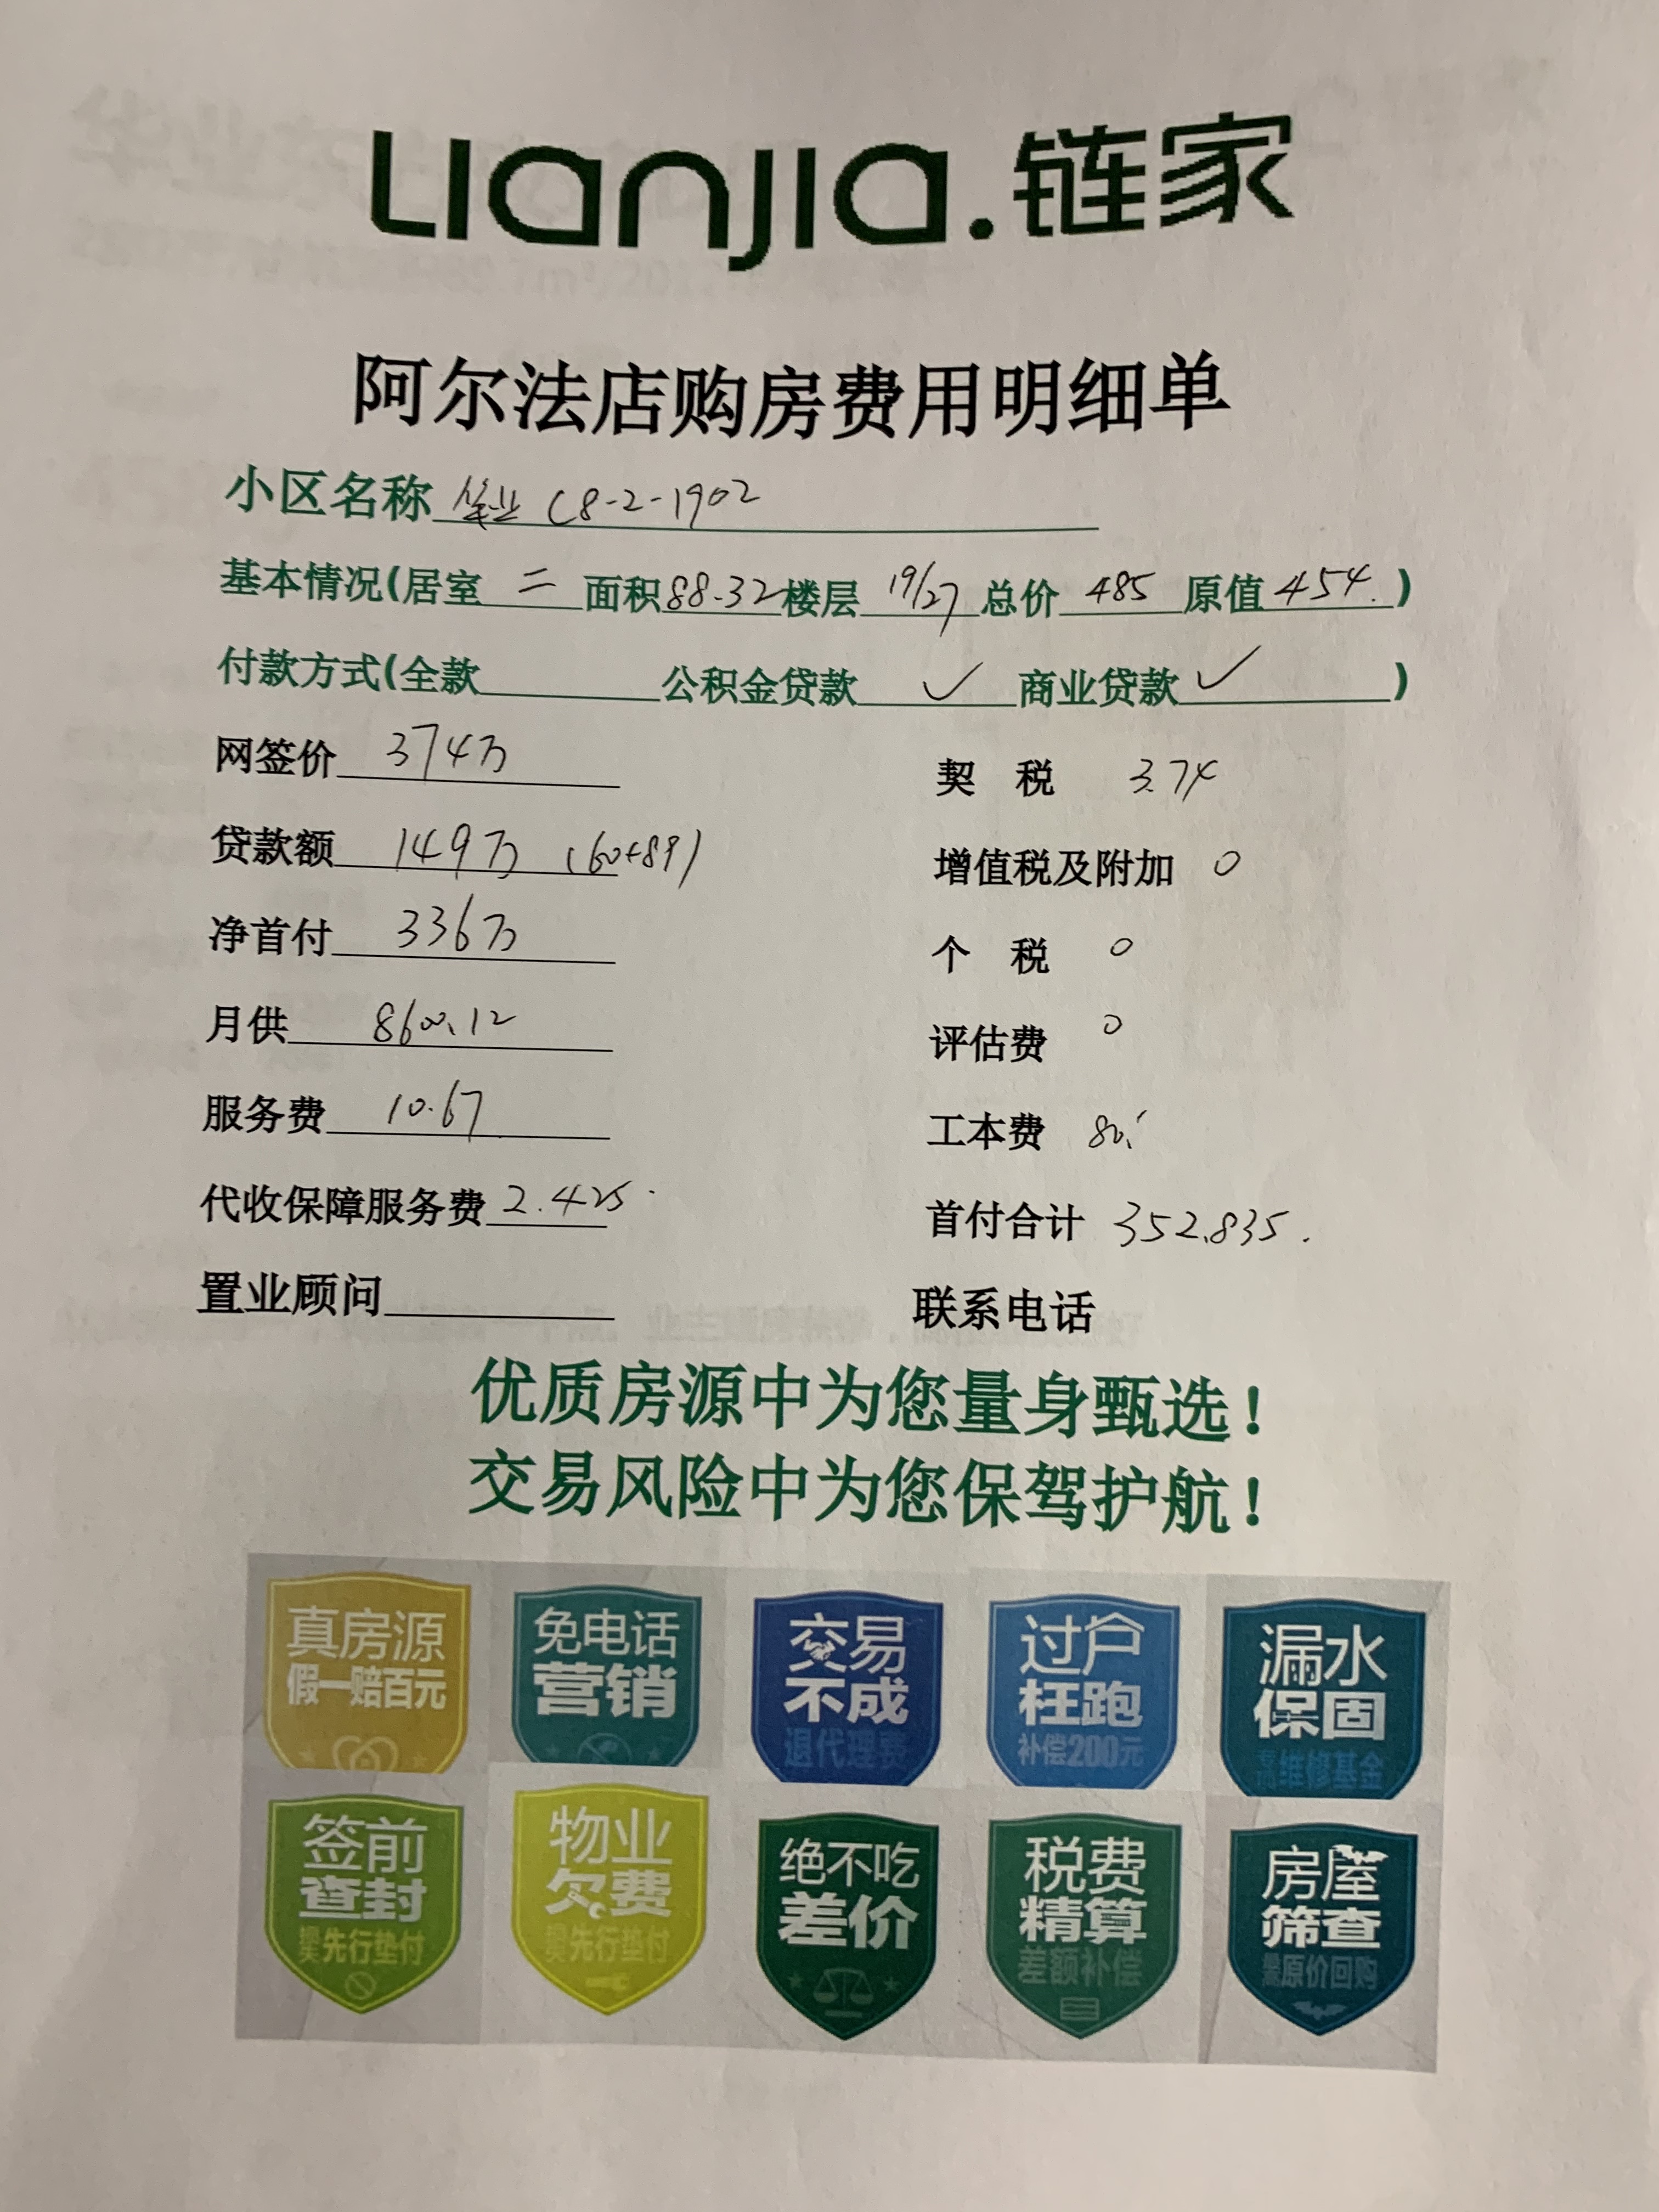 Lianjia.链家
阿尔法店购房费用明细单
小区名称 华业 C8-2-1902
基本情况(居室 二 面积 88.32 楼层 19/27 总价 485 原值 454.)
付款方式(全款 公积金贷款 ✓ 商业贷款 ✓ )
网签价 374万 契 税 3.74
贷款额 149万 (60+89) 增值税及附加 0
净首付 336万 个 税 0
月供 8600.12 评估费 0
服务费 10.67 工本费 80.
代收保障服务费 2.425 首付合计 352.835.
置业顾问 联系电话
优质房源中为您量身甄选！
交易风险中为您保驾护航！
真房源 免电话 交易 过户 漏水
假一赔百元 营销 不成 枉跑 保固
退代理费 补偿200元 维修基金
签前 物业 绝不吃 税费 房屋
查封 欠费 差价 精算 筛查
先行垫付 先行垫付 差额补偿 原价回购